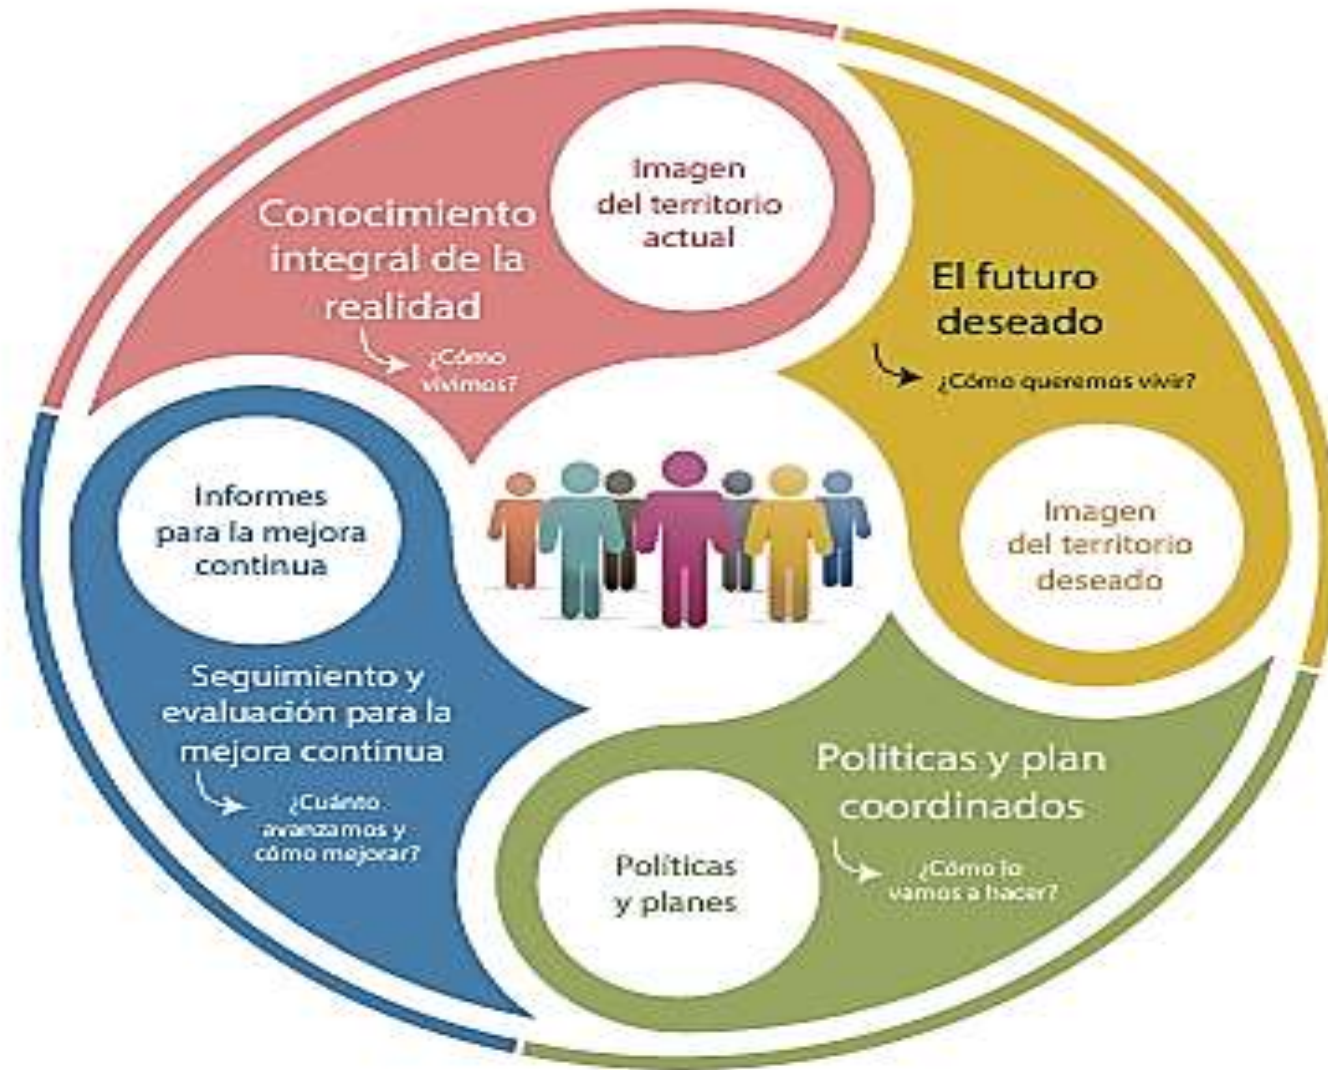 Conocimiento
integral de la
realidad
¿Cómo
vivimos?
Imagen
del territorio
actual
El futuro
deseado
¿Cómo queremos vivir?
Imagen
del territorio
deseado
Políticas y plan
coordinados
¿Cómo lo
vamos a hacer?
Políticas
y planes
Seguimiento y
evaluación para la
mejora continua
¿Cuánto
avanzamos y
cómo mejorar?
Informes
para la mejora
continua